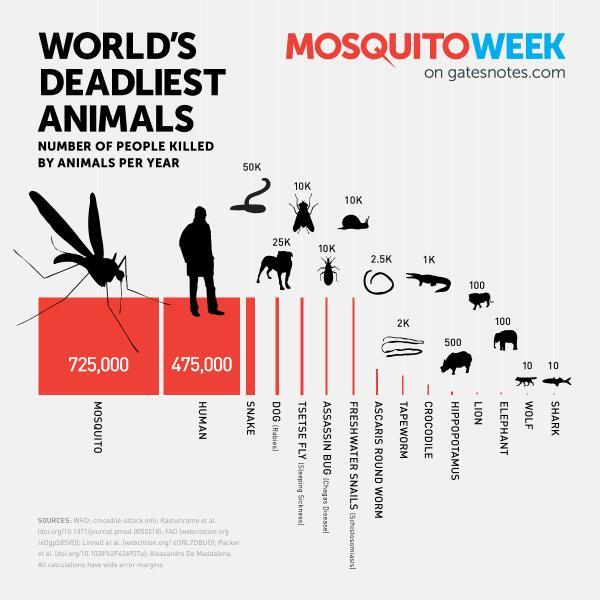 WORLD'S
DEADLIEST
ANIMALS
NUMBER OF PEOPLE KILLED
BY ANIMALS PER YEAR
MOSQUITOWEEK
on gatesnotes.com
50K
10K
10K
25K
10K
2.5K
1K
100
2K
500
100
10
10
725,000
475,000
MOSQUITO
HUMAN
SNAKE
DOG (Rabies)
TSETSE FLY (Sleeping Sickness)
ASSASSIN BUG (Chagas Disease)
FRESHWATER SNAILS (Schistosomiasis)
ASCARIS ROUND WORM
TAPEWORM
CROCODILE
HIPPOPOTAMUS
LION
ELEPHANT
WOLF
SHARK
SOURCES: WHO; crocodile-attack.info; Kasturiratne et al.
(doi.org/10.1371/journal.pmed.0050218); FAO (webcitation.org
/6OgpS8SVO); Linnell et al. (webcittion.org/ 6ORL7DBUO); Packer
et al. (doi.org/10.1038%2F436927a); Alessandro De Maddalena.
All calculations have wide error margins.